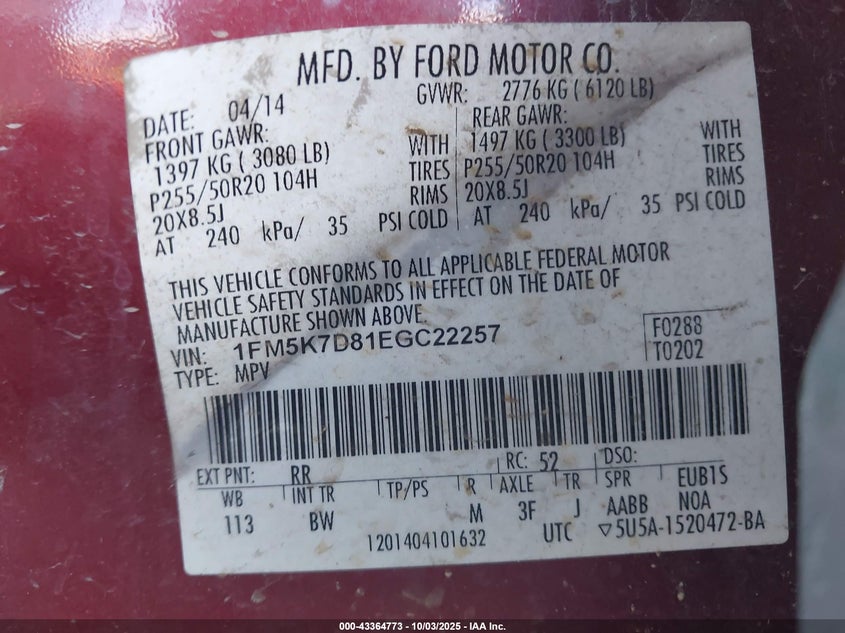 MFD. BY FORD MOTOR CO.
DATE: 04/14
GVWR: 2776 KG ( 6120 LB)
FRONT GAWR:
1397 KG ( 3080 LB) WITH
P255/50R20 104H TIRES
20X8.5J RIMS
AT 240 kPa/ 35 PSI COLD
REAR GAWR:
1497 KG ( 3300 LB) WITH
P255/50R20 104H TIRES
20X8.5J RIMS
AT 240 kPa/ 35 PSI COLD
THIS VEHICLE CONFORMS TO ALL APPLICABLE FEDERAL MOTOR
VEHICLE SAFETY STANDARDS IN EFFECT ON THE DATE OF
MANUFACTURE SHOWN ABOVE.
VIN: 1FM5K7D81EGC22257
TYPE: MPV
F0288
T0202
EXT PNT: RR RC: 52 DSO:
WB INT TR TP/PS R AXLE TR SPR EUB1S
113 BW M 3F J AABB NOA
1201404101632 UTC ▽5U5A-1520472-BA
000-43364773 - 10/03/2025 - IAA Inc.